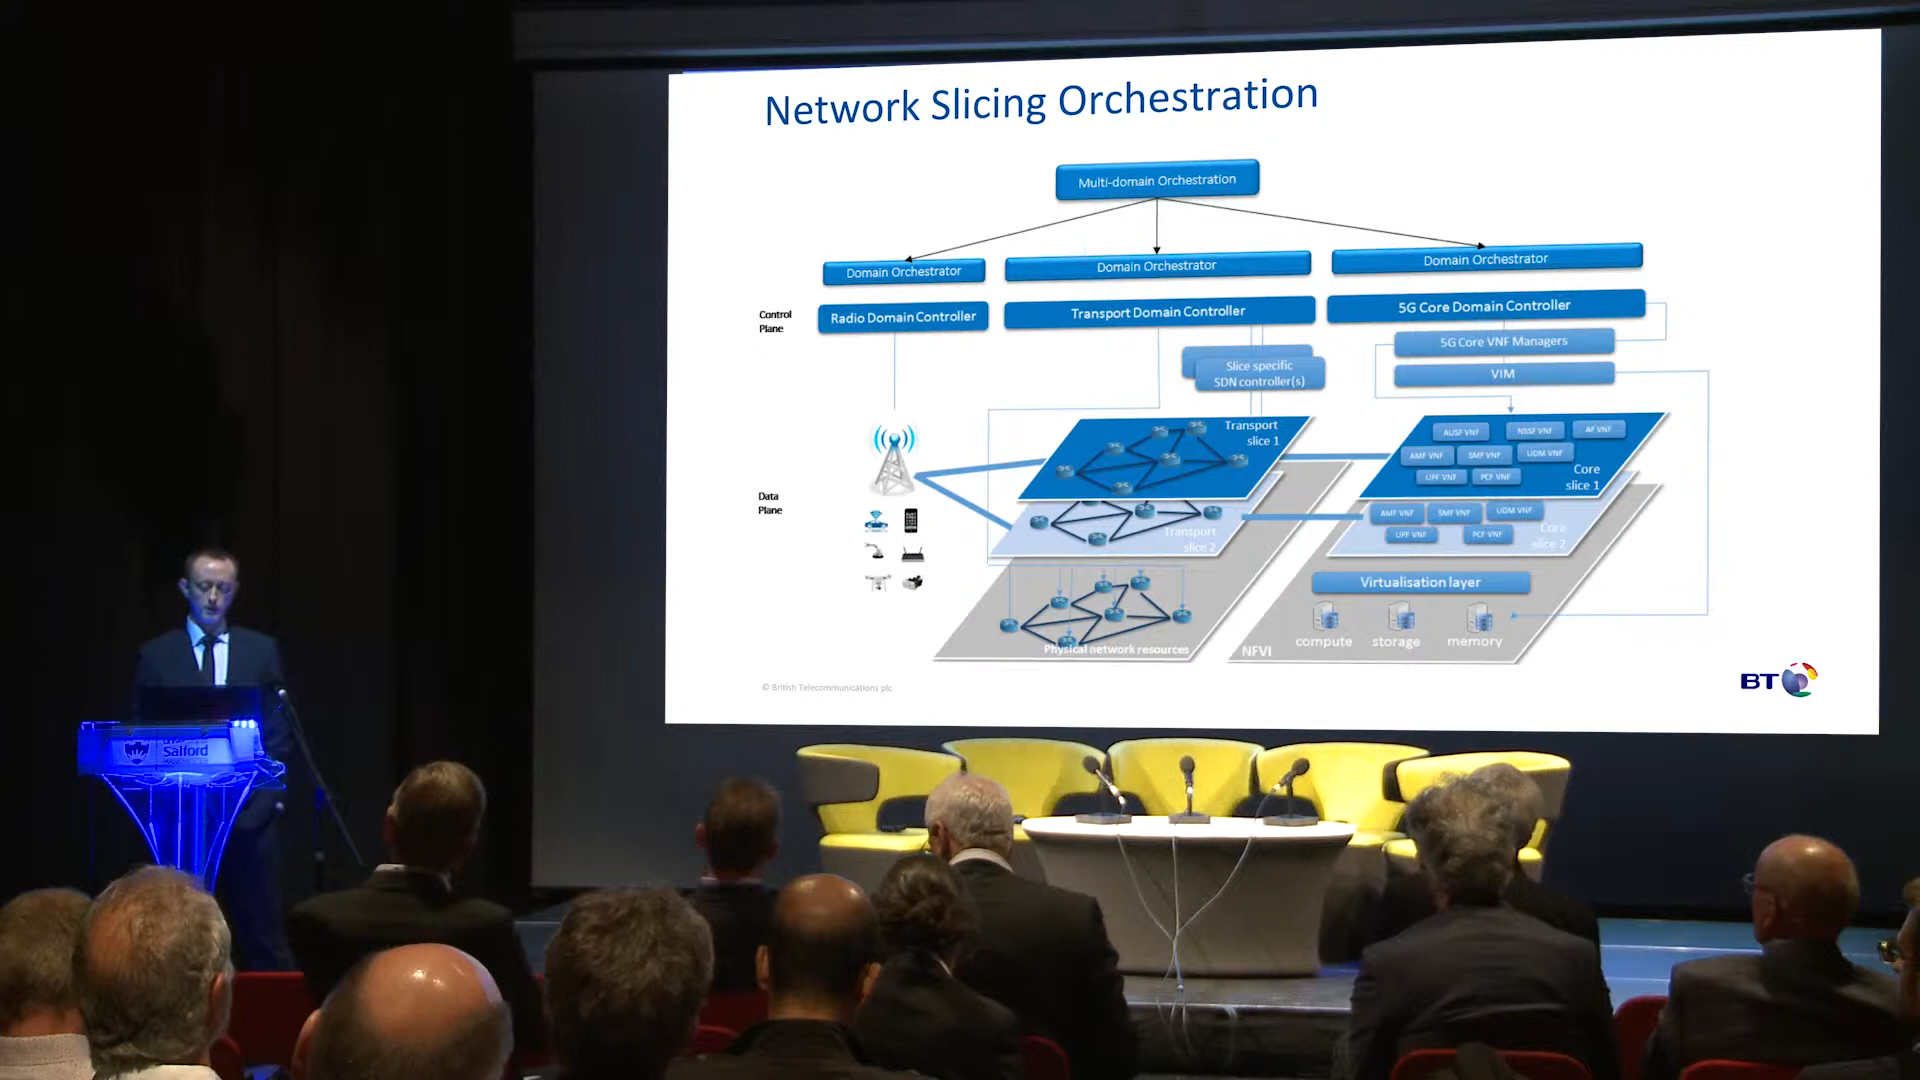 Network Slicing Orchestration
Multi-domain Orchestration
Domain Orchestrator
Domain Orchestrator
Domain Orchestrator
Control
Plane
Radio Domain Controller
Transport Domain Controller
5G Core Domain Controller
5G Core VNF Managers
Slice specific
SDN controller(s)
VIM
Transport
slice 1
AUSF VNF
NSSF VNF
AF VNF
AMF VNF
SMF VNF
UDM VNF
UPF VNF
PCF VNF
Core
slice 1
Data
Plane
Transport
slice 2
AMF VNF
SMF VNF
UDM VNF
UPF VNF
PCF VNF
Core
slice 2
Virtualisation layer
compute
storage
memory
Physical network resources
NFVI
© British Telecommunications plc
BT
Salford